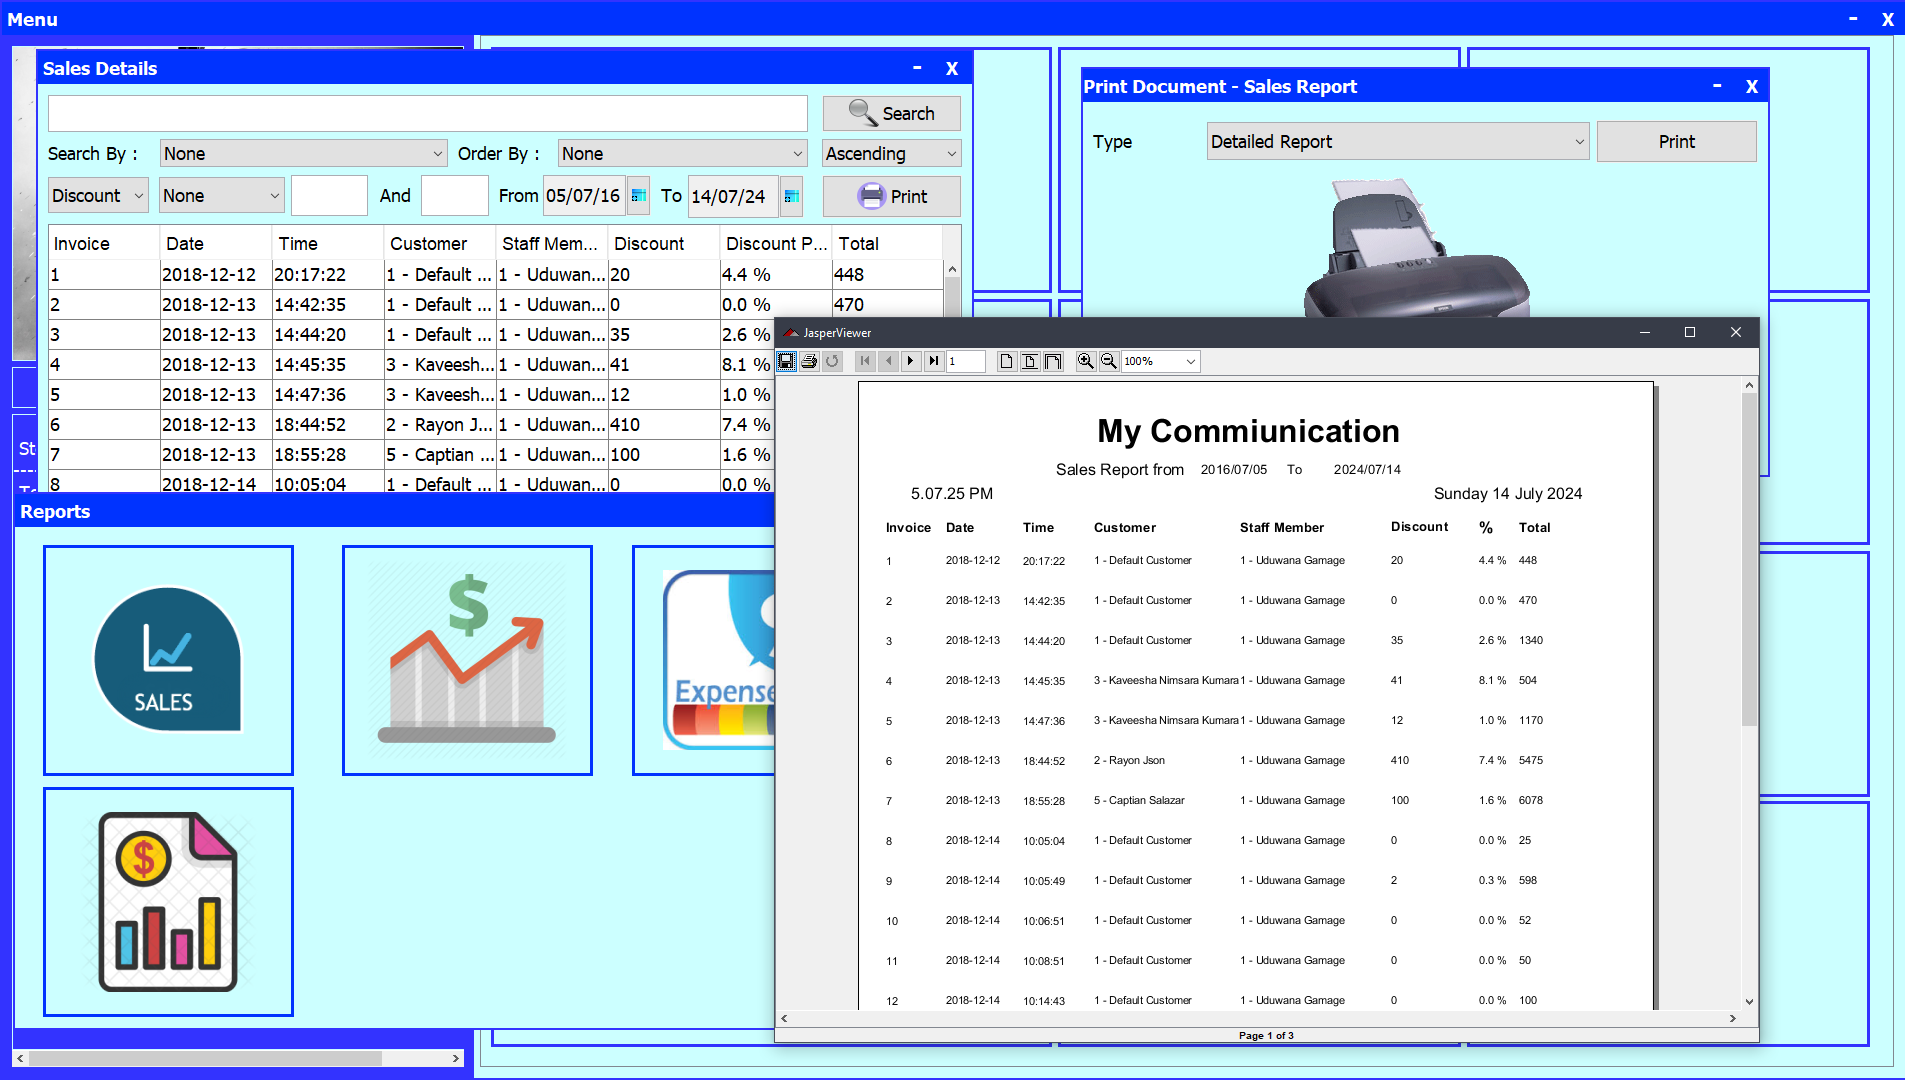 Menu - X
Sales Details - X
Search
Search By : None Order By : None Ascending
Discount None And From 05/07/16 To 14/07/24 Print
Invoice Date Time Customer Staff Mem... Discount Discount P... Total
1 2018-12-12 20:17:22 1 - Default ... 1 - Uduwan... 20 4.4 % 448
2 2018-12-13 14:42:35 1 - Default ... 1 - Uduwan... 0 0.0 % 470
3 2018-12-13 14:44:20 1 - Default ... 1 - Uduwan... 35 2.6 %
4 2018-12-13 14:45:35 3 - Kaveesh... 1 - Uduwan... 41 8.1 %
5 2018-12-13 14:47:36 3 - Kaveesh... 1 - Uduwan... 12 1.0 %
6 2018-12-13 18:44:52 2 - Rayon J... 1 - Uduwan... 410 7.4 %
7 2018-12-13 18:55:28 5 - Captian ... 1 - Uduwan... 100 1.6 %
8 2018-12-14 10:05:04 1 - Default ... 1 - Uduwan... 0 0.0 %
St
Print Document - Sales Report - X
Type Detailed Report Print
Reports
SALES
$
Expense
$
JasperViewer
1 100%
My Commiunication
Sales Report from 2016/07/05 To 2024/07/14
5.07.25 PM Sunday 14 July 2024
Invoice Date Time Customer Staff Member Discount % Total
1 2018-12-12 20:17:22 1 - Default Customer 1 - Uduwana Gamage 20 4.4 % 448
2 2018-12-13 14:42:35 1 - Default Customer 1 - Uduwana Gamage 0 0.0 % 470
3 2018-12-13 14:44:20 1 - Default Customer 1 - Uduwana Gamage 35 2.6 % 1340
4 2018-12-13 14:45:35 3 - Kaveesha Nimsara Kumara 1 - Uduwana Gamage 41 8.1 % 504
5 2018-12-13 14:47:36 3 - Kaveesha Nimsara Kumara 1 - Uduwana Gamage 12 1.0 % 1170
6 2018-12-13 18:44:52 2 - Rayon Json 1 - Uduwana Gamage 410 7.4 % 5475
7 2018-12-13 18:55:28 5 - Captian Salazar 1 - Uduwana Gamage 100 1.6 % 6078
8 2018-12-14 10:05:04 1 - Default Customer 1 - Uduwana Gamage 0 0.0 % 25
9 2018-12-14 10:05:49 1 - Default Customer 1 - Uduwana Gamage 2 0.3 % 598
10 2018-12-14 10:06:51 1 - Default Customer 1 - Uduwana Gamage 0 0.0 % 52
11 2018-12-14 10:08:51 1 - Default Customer 1 - Uduwana Gamage 0 0.0 % 50
12 2018-12-14 10:14:43 1 - Default Customer 1 - Uduwana Gamage 0 0.0 % 100
Page 1 of 3